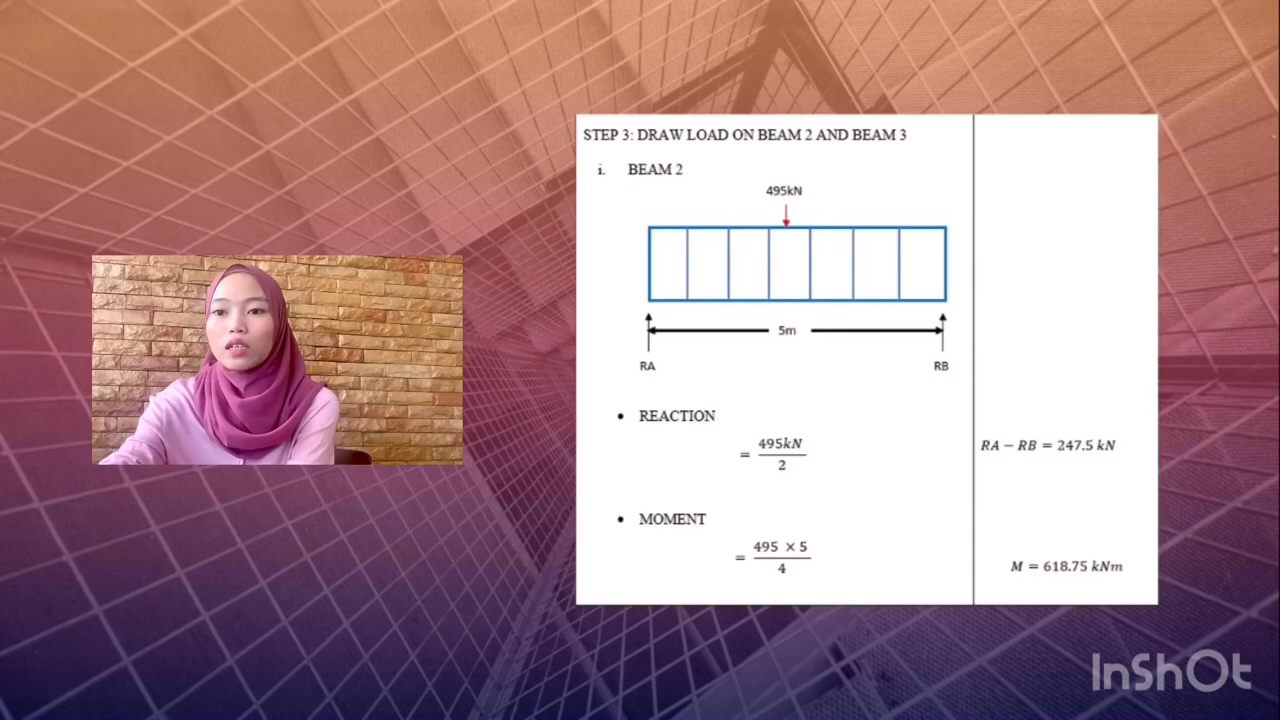 STEP 3: DRAW LOAD ON BEAM 2 AND BEAM 3
i. BEAM 2
495kN
5m
RA RB
• REACTION
= 495kN / 2
RA − RB = 247.5 kN
• MOMENT
= 495 × 5 / 4
M = 618.75 kNm
InShOt